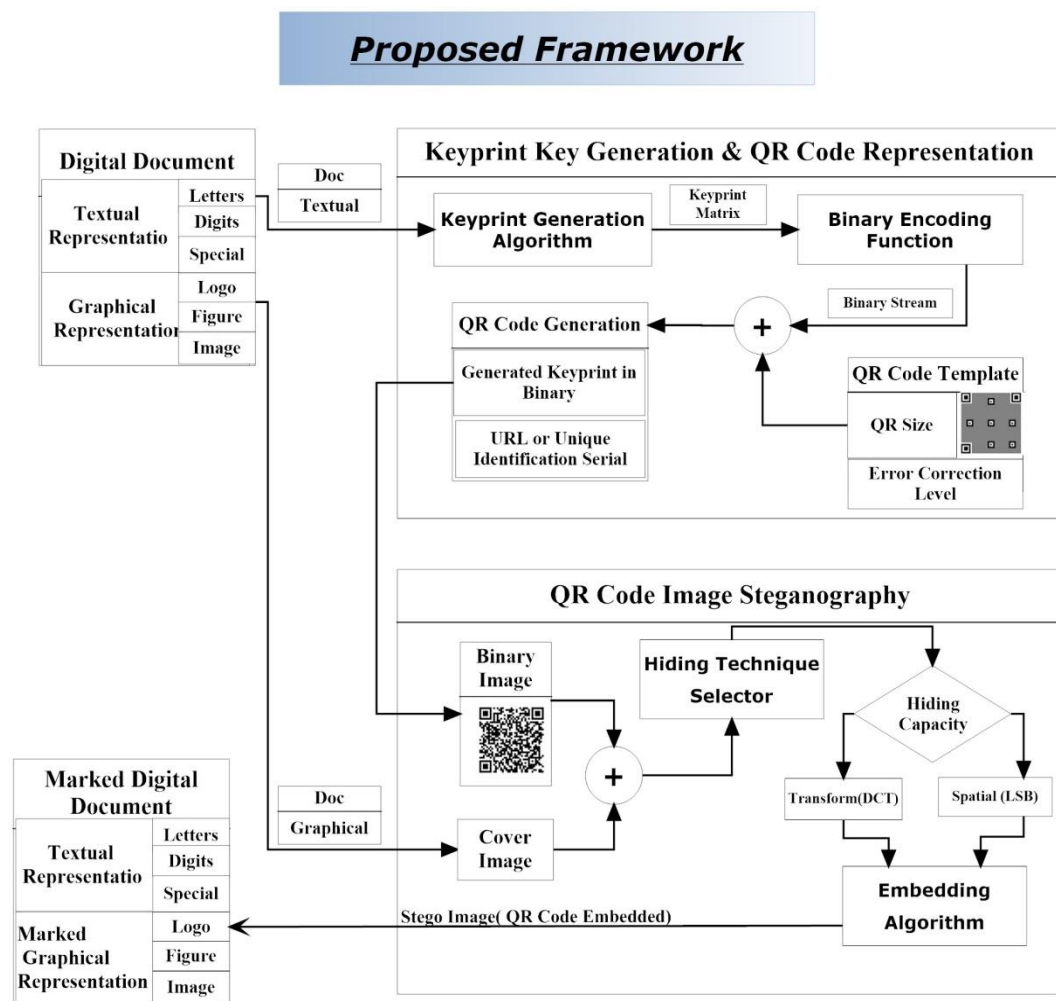 Proposed Framework
Digital Document
Textual
Representatio
Letters
Digits
Special
Graphical
Representation
Logo
Figure
Image
Doc
Textual
Keyprint Key Generation & QR Code Representation
Keyprint Generation
Algorithm
Keyprint
Matrix
Binary Encoding
Function
Binary Stream
+
QR Code Generation
Generated Keyprint in
Binary
URL or Unique
Identification Serial
QR Code Template
QR Size
Error Correction
Level
QR Code Image Steganography
Binary
Image
Hiding Technique
Selector
Hiding
Capacity
+
Transform(DCT)
Spatial (LSB)
Doc
Graphical
Cover
Image
Embedding
Algorithm
Stego Image( QR Code Embedded)
Marked Digital
Document
Textual
Representatio
Letters
Digits
Special
Marked
Graphical
Representation
Logo
Figure
Image